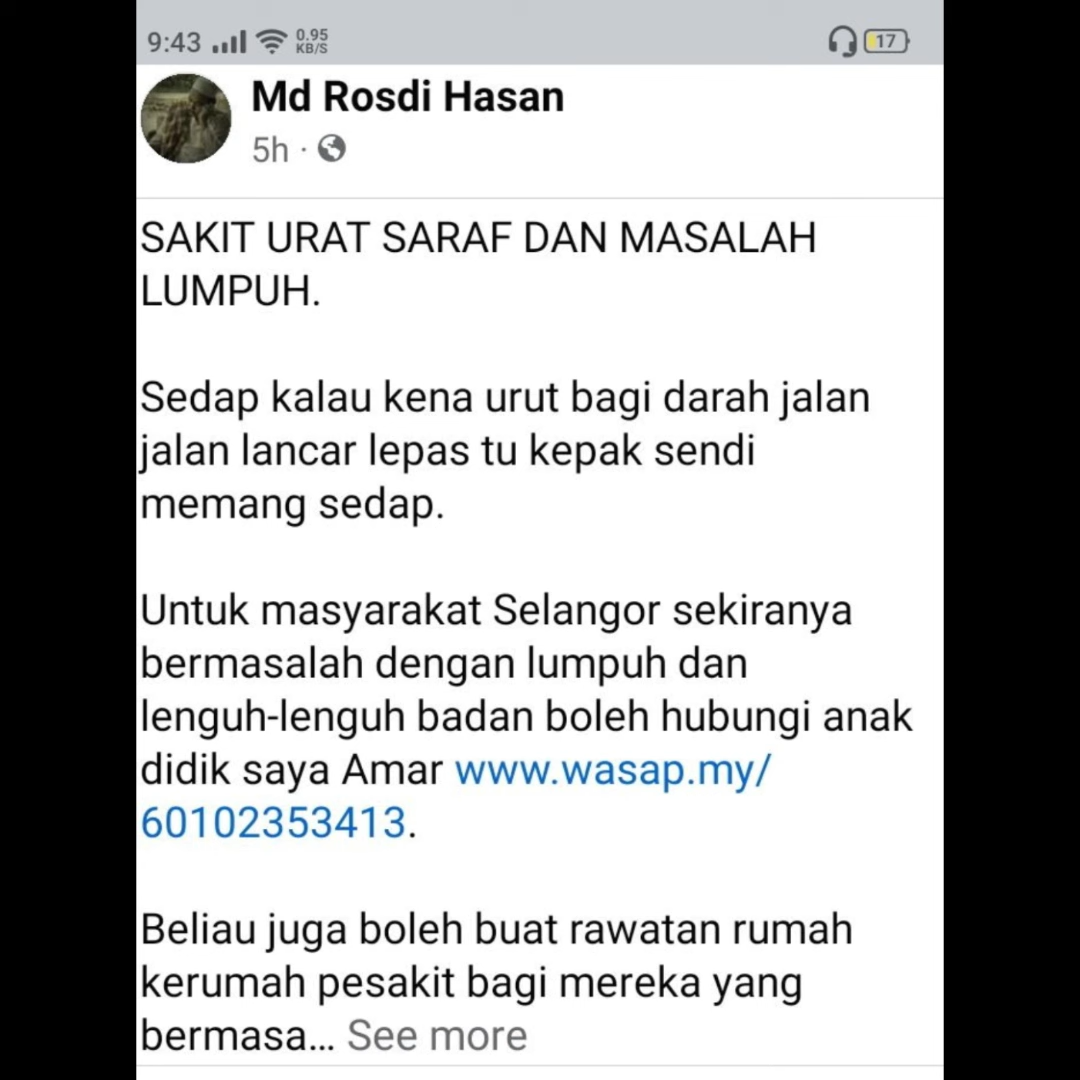 9:43 0.95 KB/S 17
Md Rosdi Hasan
5h ·
SAKIT URAT SARAF DAN MASALAH
LUMPUH.
Sedap kalau kena urut bagi darah jalan
jalan lancar lepas tu kepak sendi
memang sedap.
Untuk masyarakat Selangor sekiranya
bermasalah dengan lumpuh dan
lenguh-lenguh badan boleh hubungi anak
didik saya Amar www.wasap.my/
60102353413.
Beliau juga boleh buat rawatan rumah
kerumah pesakit bagi mereka yang
bermasa... See more